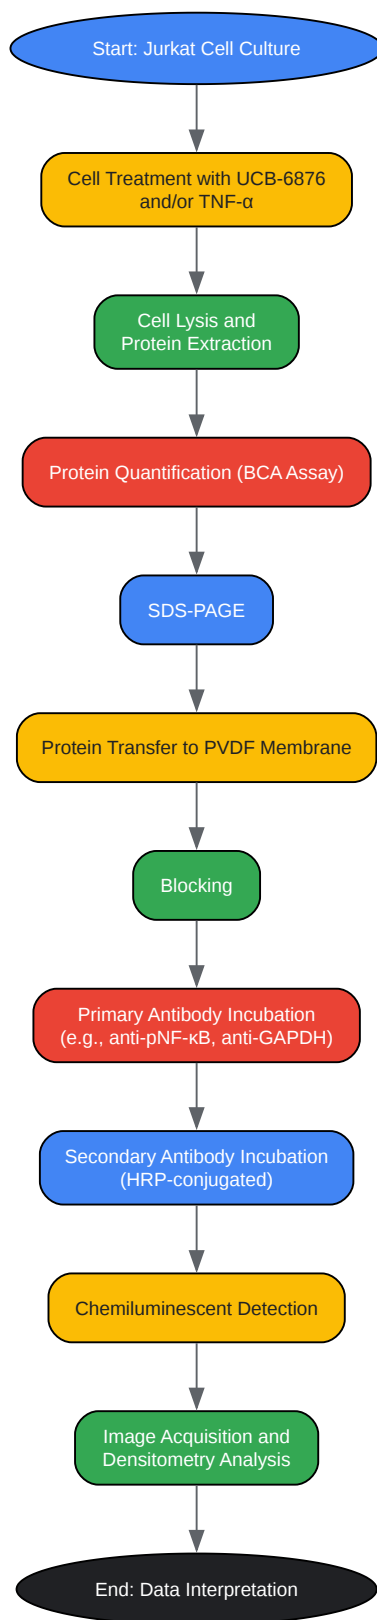 Start: Jurkat Cell Culture
Cell Treatment with UCB-6876
and/or TNF-α
Cell Lysis and
Protein Extraction
Protein Quantification (BCA Assay)
SDS-PAGE
Protein Transfer to PVDF Membrane
Blocking
Primary Antibody Incubation
(e.g., anti-pNF-κB, anti-GAPDH)
Secondary Antibody Incubation
(HRP-conjugated)
Chemiluminescent Detection
Image Acquisition and
Densitometry Analysis
End: Data Interpretation